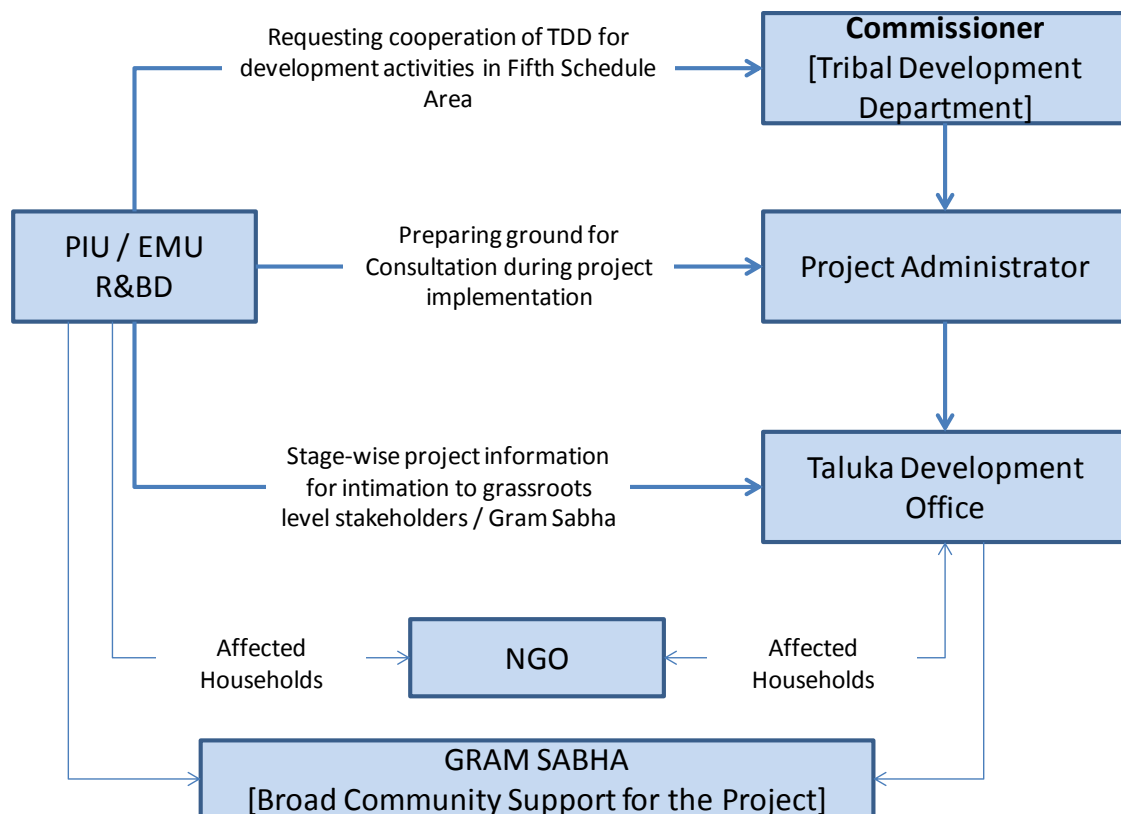 Requesting cooperation of TDD for
development activities in Fifth Schedule
Area
Commissioner
[Tribal Development
Department]
PIU / EMU
R&BD
Preparing ground for
Consultation during project
implementation
Project Administrator
Stage-wise project information
for intimation to grassroots
level stakeholders / Gram Sabha
Taluka Development
Office
Affected
Households
NGO
Affected
Households
GRAM SABHA
[Broad Community Support for the Project]